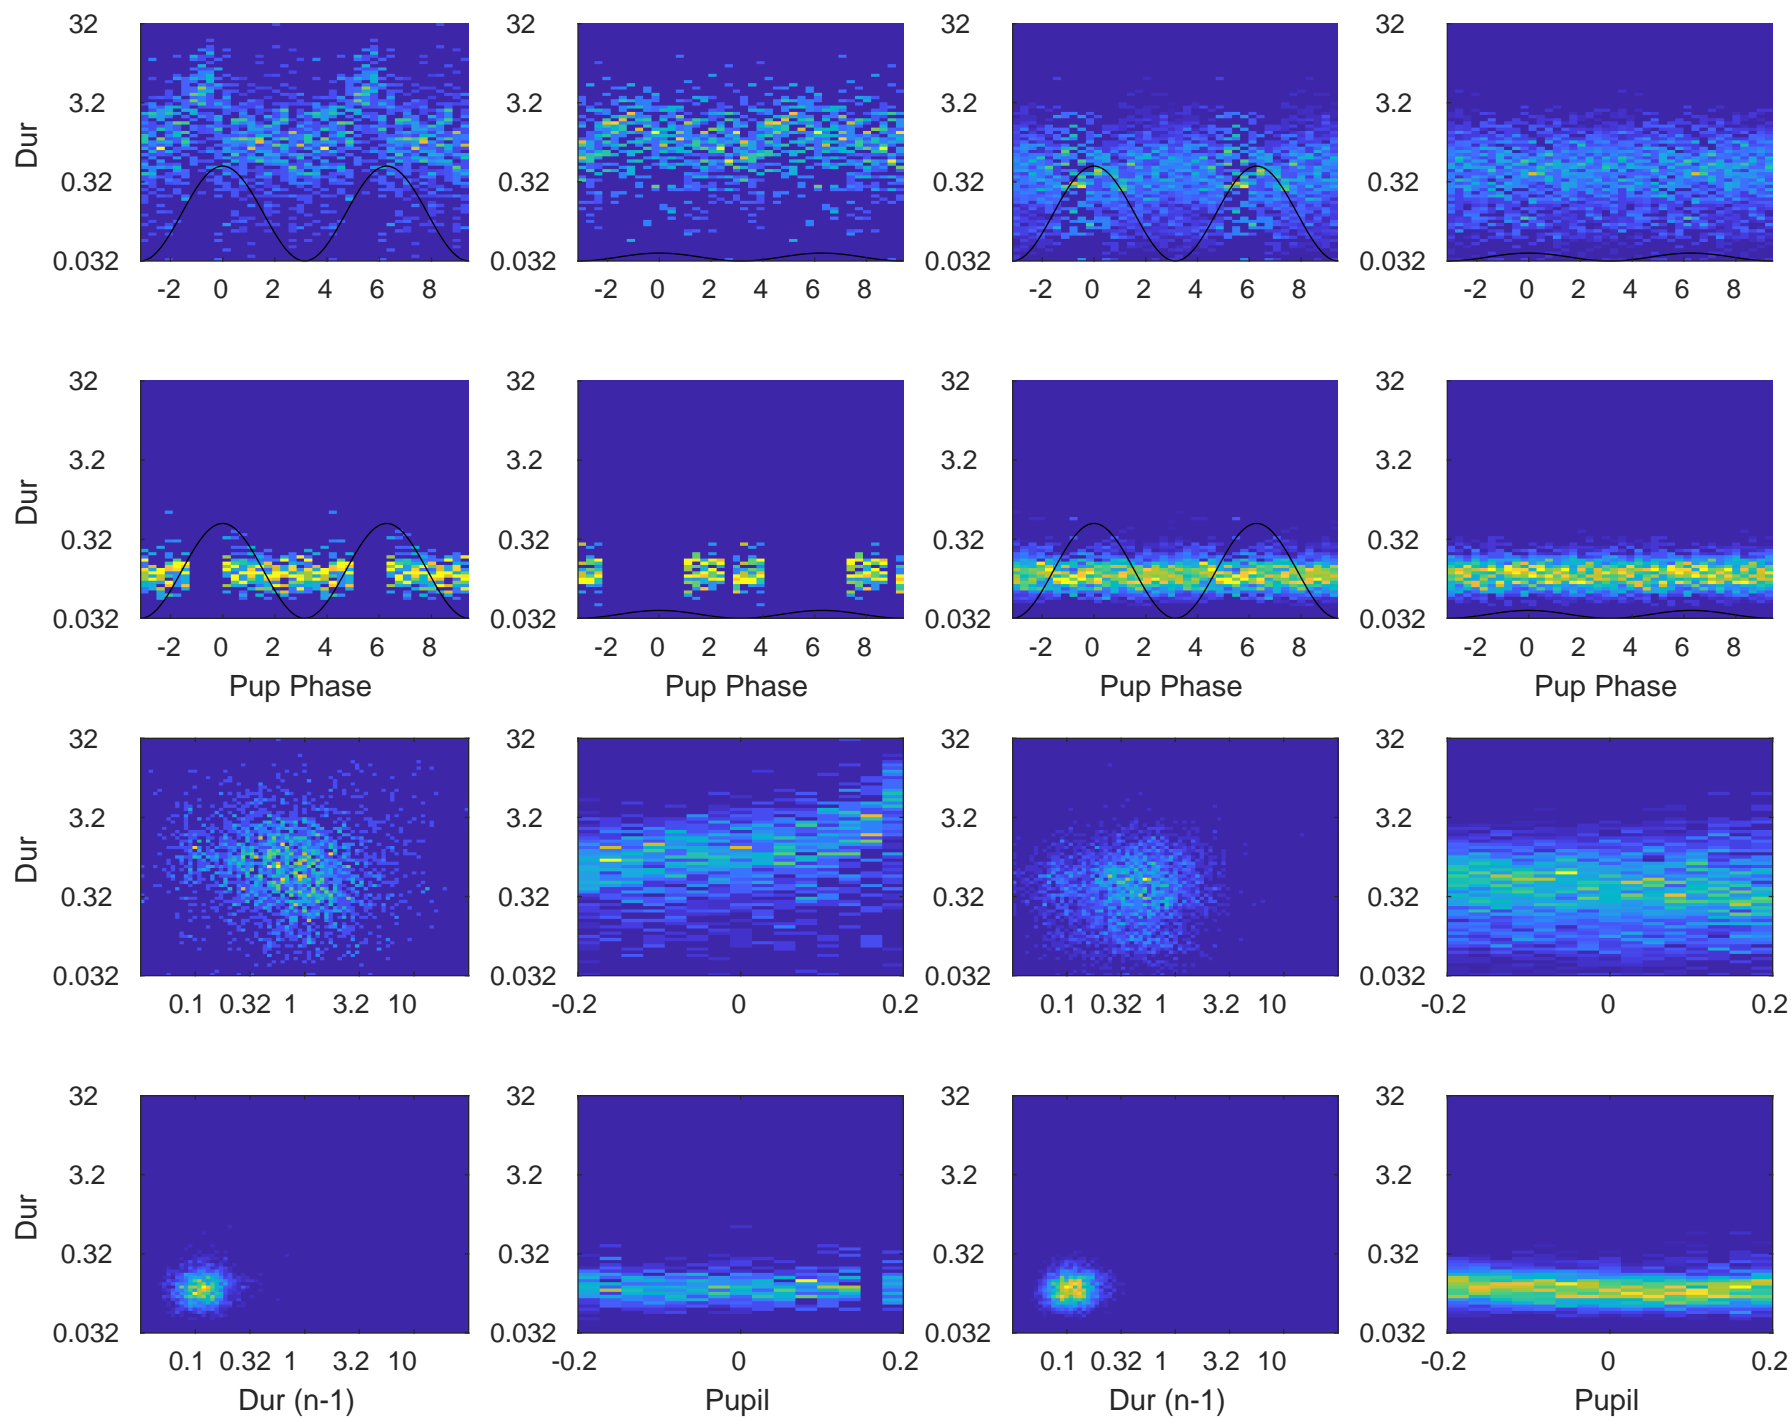 32 32 32 32
3.2 3.2 3.2 3.2
Dur
0.32 0.32 0.32 0.32
0.032 0.032 0.032 0.032
-2 0 2 4 6 8 -2 0 2 4 6 8 -2 0 2 4 6 8 -2 0 2 4 6 8
32 32 32 32
3.2 3.2 3.2 3.2
Dur
0.32 0.32 0.32 0.32
0.032 0.032 0.032 0.032
-2 0 2 4 6 8 -2 0 2 4 6 8 -2 0 2 4 6 8 -2 0 2 4 6 8
Pup Phase Pup Phase Pup Phase Pup Phase
32 32 32 32
3.2 3.2 3.2 3.2
Dur
0.32 0.32 0.32 0.32
0.032 0.032 0.032 0.032
0.1 0.32 1 3.2 10 -0.2 0 0.2 0.1 0.32 1 3.2 10 -0.2 0 0.2
32 32 32 32
3.2 3.2 3.2 3.2
Dur
0.32 0.32 0.32 0.32
0.032 0.032 0.032 0.032
0.1 0.32 1 3.2 10 -0.2 0 0.2 0.1 0.32 1 3.2 10 -0.2 0 0.2
Dur (n-1) Pupil Dur (n-1) Pupil